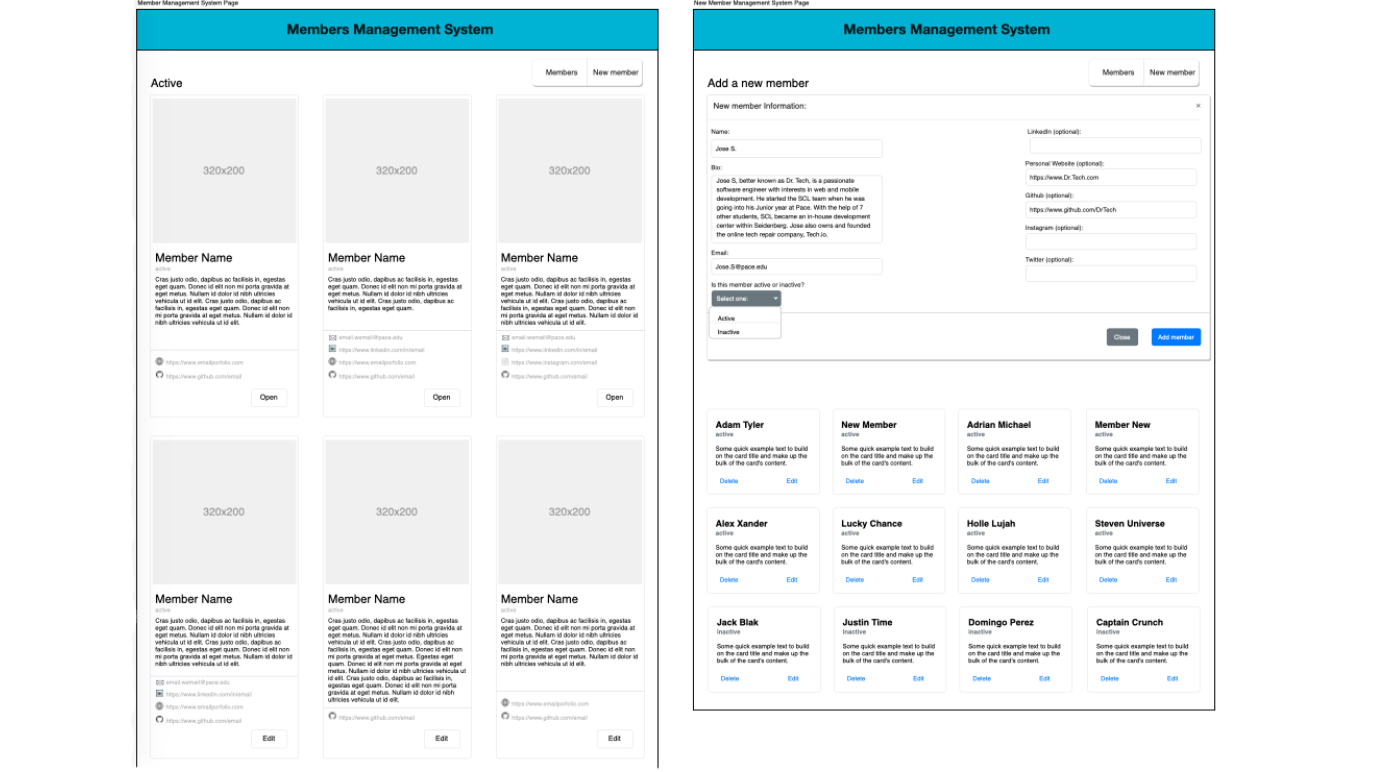 Member Management System Page
Members Management System
Members
New member
Active
320x200
320x200
320x200
Member Name
active
Cras justo odio, dapibus ac facilisis in, egestas
eget quam. Donec id elit non mi porta gravida at
eget metus. Nullam id dolor id nibh ultricies
vehicula ut id elit. Cras justo odio, dapibus ac
facilisis in, egestas eget quam. Donec id elit non
mi porta gravida at eget metus. Nullam id dolor id
nibh ultricies vehicula ut id elit.
https://www.emailporfolio.com
https://www.github.com/email
Open
Member Name
active
Cras justo odio, dapibus ac facilisis in, egestas
eget quam. Donec id elit non mi porta gravida at
eget metus. Nullam id dolor id nibh ultricies
vehicula ut id elit. Cras justo odio, dapibus ac
facilisis in, egestas eget quam.
email.wemail@pace.edu
https://www.linkedin.com/in/email
https://www.emailporfolio.com
https://www.github.com/email
Open
Member Name
active
Cras justo odio, dapibus ac facilisis in, egestas
eget quam. Donec id elit non mi porta gravida at
eget metus. Nullam id dolor id nibh ultricies
vehicula ut id elit. Cras justo odio, dapibus ac
facilisis in, egestas eget quam. Donec id elit non
mi porta gravida at eget metus. Nullam id dolor id
nibh ultricies vehicula ut id elit.
email.wemail@pace.edu
https://www.linkedin.com/in/email
https://www.instagram.com/email
https://www.github.com/email
Open
320x200
320x200
320x200
Member Name
active
Cras justo odio, dapibus ac facilisis in, egestas
eget quam. Donec id elit non mi porta gravida at
eget metus. Nullam id dolor id nibh ultricies
vehicula ut id elit. Cras justo odio, dapibus ac
facilisis in, egestas eget quam. Donec id elit non
mi porta gravida at eget metus. Nullam id dolor id
nibh ultricies vehicula ut id elit.
email.wemail@pace.edu
https://www.linkedin.com/in/email
https://www.emailporfolio.com
https://www.github.com/email
Edit
Member Name
active
Cras justo odio, dapibus ac facilisis in, egestas
eget quam. Donec id elit non mi porta gravida at
eget metus. Nullam id dolor id nibh ultricies
vehicula ut id elit. Cras justo odio, dapibus ac
facilisis in, egestas eget quam. Donec id elit non
mi porta gravida at eget metus. Egestas eget
quam. Donec id elit non mi porta gravida at eget
metus. Nullam id dolor id nibh ultricies vehicula ut
id elit. Cras justo odio, dapibus ac facilisis in,
egestas eget quam. Donec id elit non mi porta
gravida at eget metus. Nullam id dolor id nibh
ultricies vehicula ut id elit.
https://www.github.com/email
Edit
Member Name
active
Cras justo odio, dapibus ac facilisis in, egestas
eget quam. Donec id elit non mi porta gravida at
eget metus. Nullam id dolor id nibh ultricies
vehicula ut id elit. Cras justo odio, dapibus ac
facilisis in, egestas eget quam. Donec id elit non
mi porta gravida at eget metus. Nullam id dolor id
nibh ultricies vehicula ut id elit.
https://www.emailporfolio.com
https://www.github.com/email
Edit
New Member Management System Page
Members Management System
Members
New member
Add a new member
New member Information:
×
Name:
Jose S.
Bio:
Jose S, better known as Dr. Tech, is a passionate
software engineer with interests in web and mobile
development. He started the SCL team when he was
going into his Junior year at Pace. With the help of 7
other students, SCL became an in-house development
center within Seidenberg. Jose also owns and founded
the online tech repair company, Tech.io.
Email:
Jose.S@pace.edu
Is this member active or inactive?
Select one:
Active
Inactive
LinkedIn (optional):
Personal Website (optional):
https://www.Dr.Tech.com
Github (optional):
https://www.github.com/DrTech
Instagram (optional):
Twitter (optional):
Close
Add member
Adam Tyler
active
Some quick example text to build
on the card title and make up the
bulk of the card's content.
Delete
Edit
New Member
active
Some quick example text to build
on the card title and make up the
bulk of the card's content.
Delete
Edit
Adrian Michael
active
Some quick example text to build
on the card title and make up the
bulk of the card's content.
Delete
Edit
Member New
active
Some quick example text to build
on the card title and make up the
bulk of the card's content.
Delete
Edit
Alex Xander
active
Some quick example text to build
on the card title and make up the
bulk of the card's content.
Delete
Edit
Lucky Chance
active
Some quick example text to build
on the card title and make up the
bulk of the card's content.
Delete
Edit
Holle Lujah
active
Some quick example text to build
on the card title and make up the
bulk of the card's content.
Delete
Edit
Steven Universe
active
Some quick example text to build
on the card title and make up the
bulk of the card's content.
Delete
Edit
Jack Blak
inactive
Some quick example text to build
on the card title and make up the
bulk of the card's content.
Delete
Edit
Justin Time
inactive
Some quick example text to build
on the card title and make up the
bulk of the card's content.
Delete
Edit
Domingo Perez
inactive
Some quick example text to build
on the card title and make up the
bulk of the card's content.
Delete
Edit
Captain Crunch
inactive
Some quick example text to build
on the card title and make up the
bulk of the card's content.
Delete
Edit